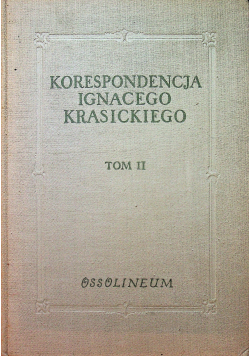 KORESPONDENCJA
IGNACEGO
KRASICKIEGO
TOM II
OSSOLINEUM